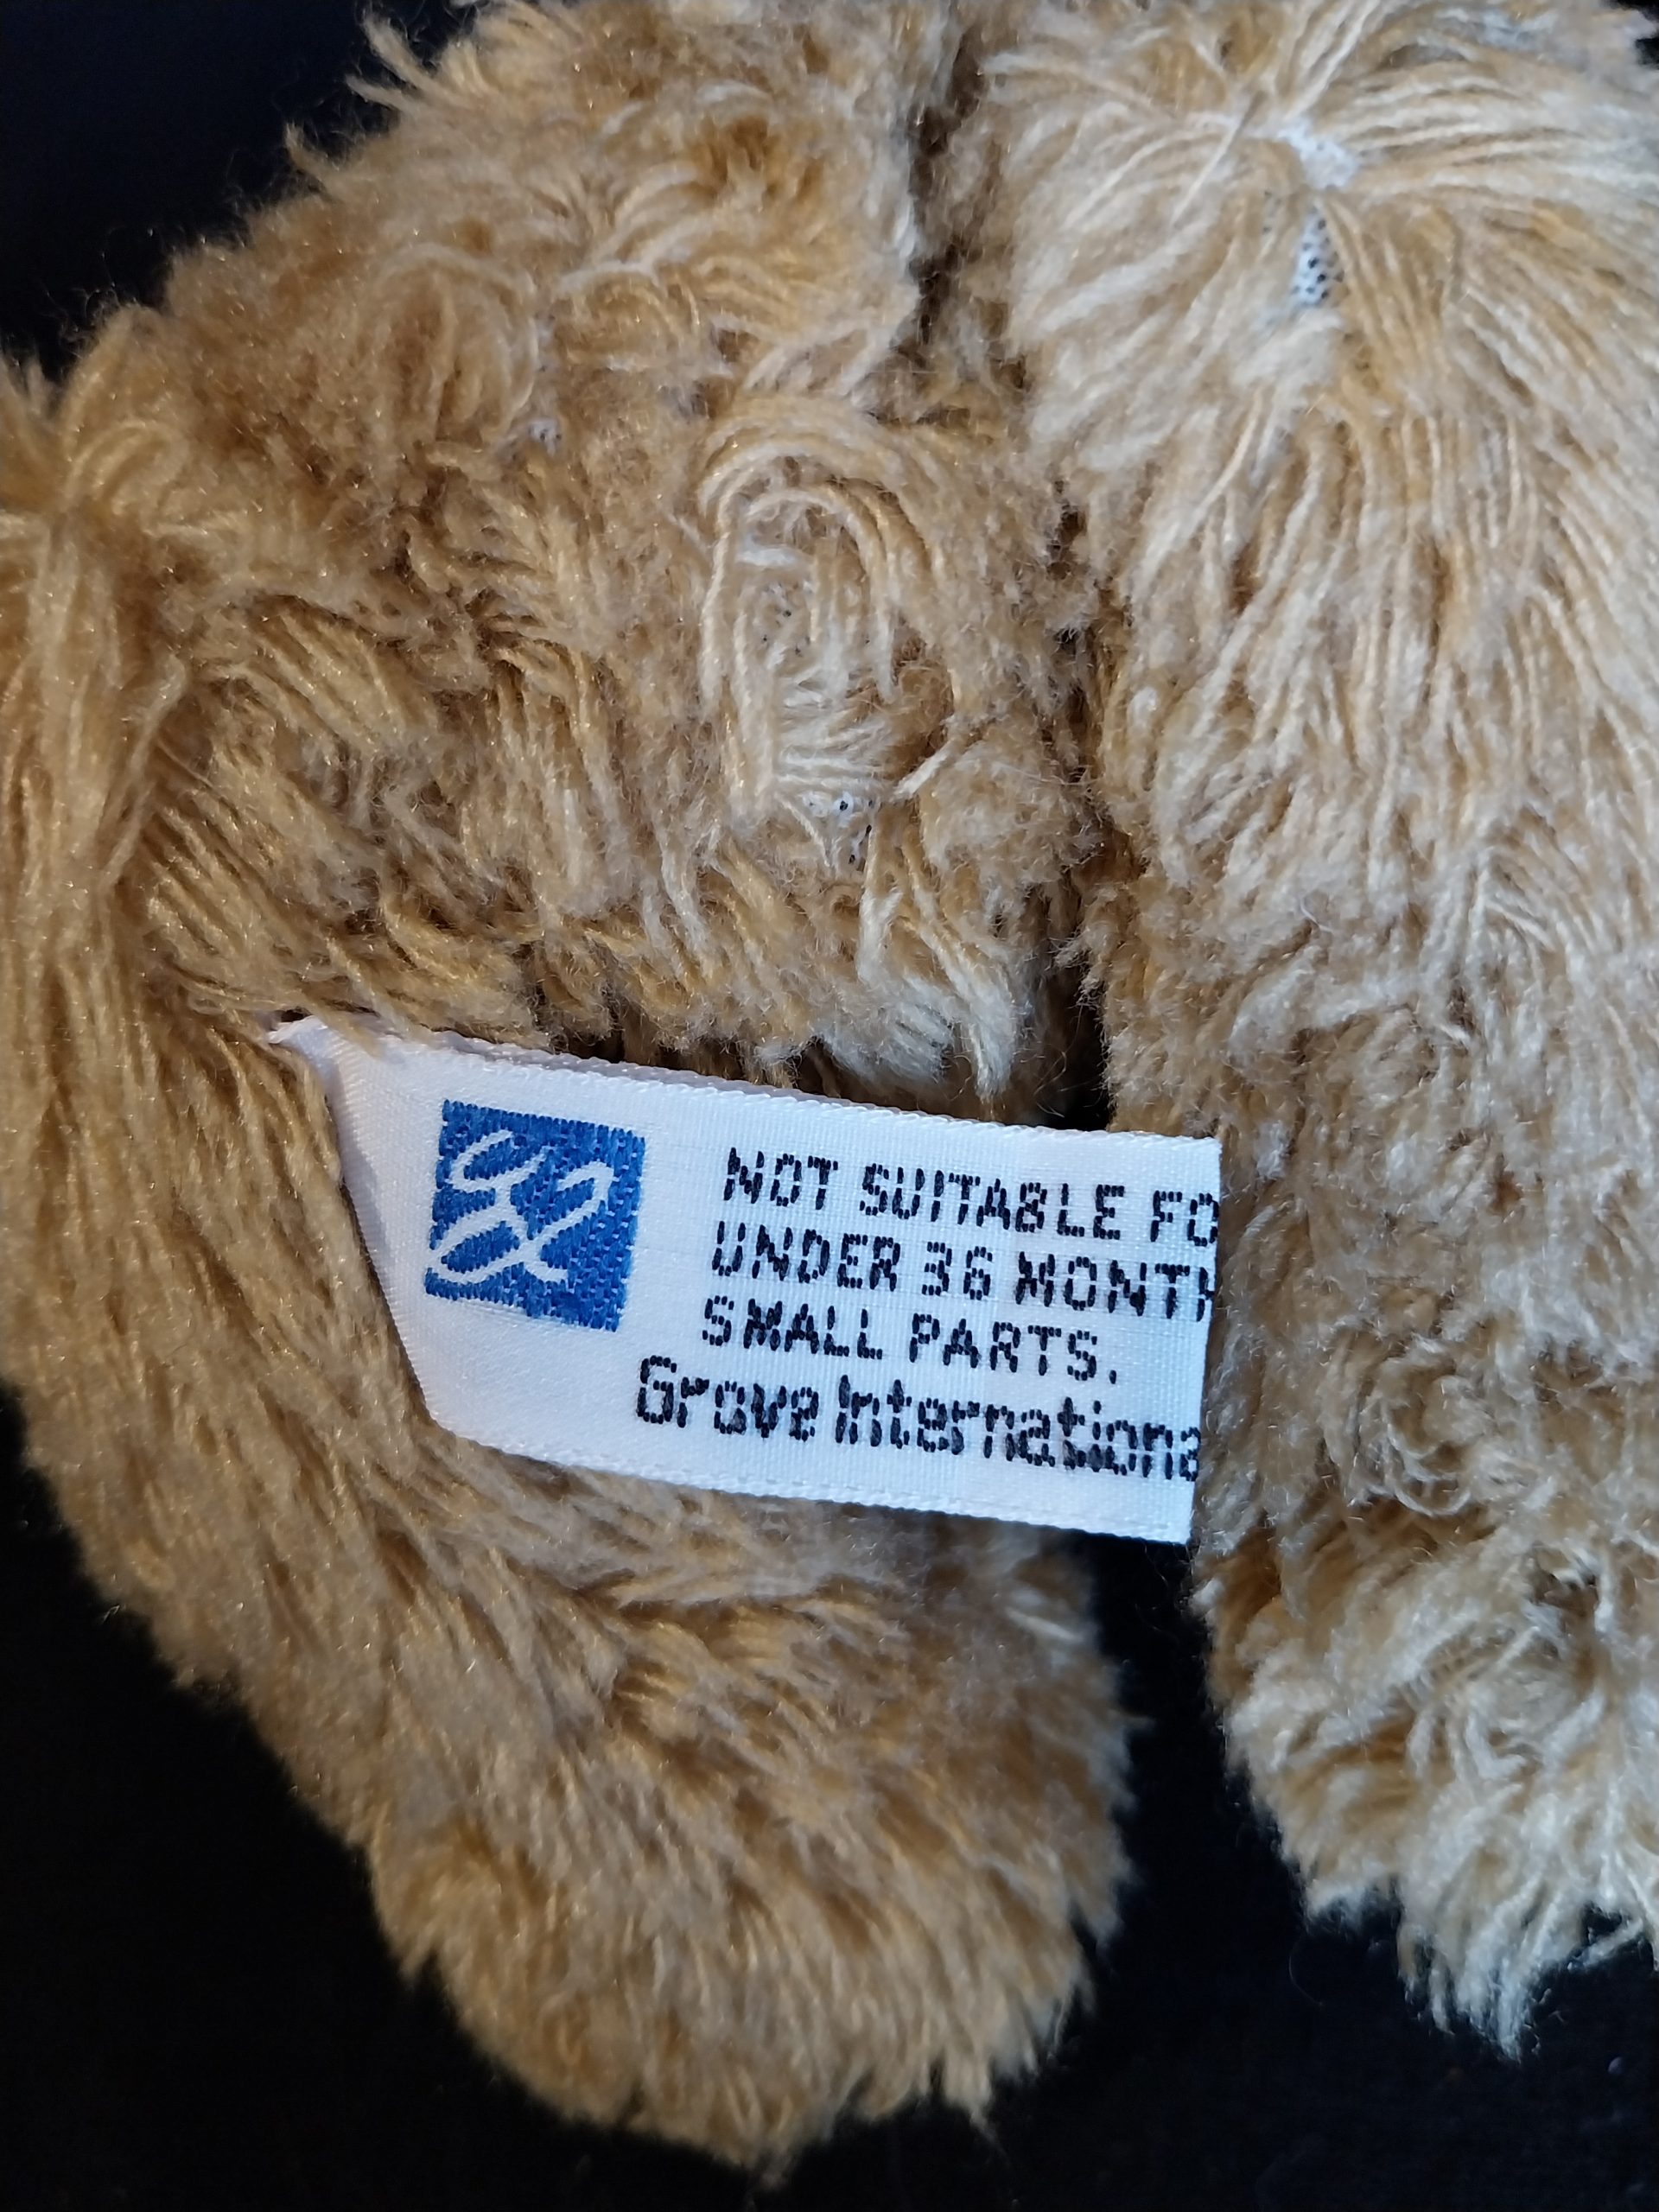 NOT SUITABLE FO
UNDER 36 MONTH
SMALL PARTS.
Grove Internationa